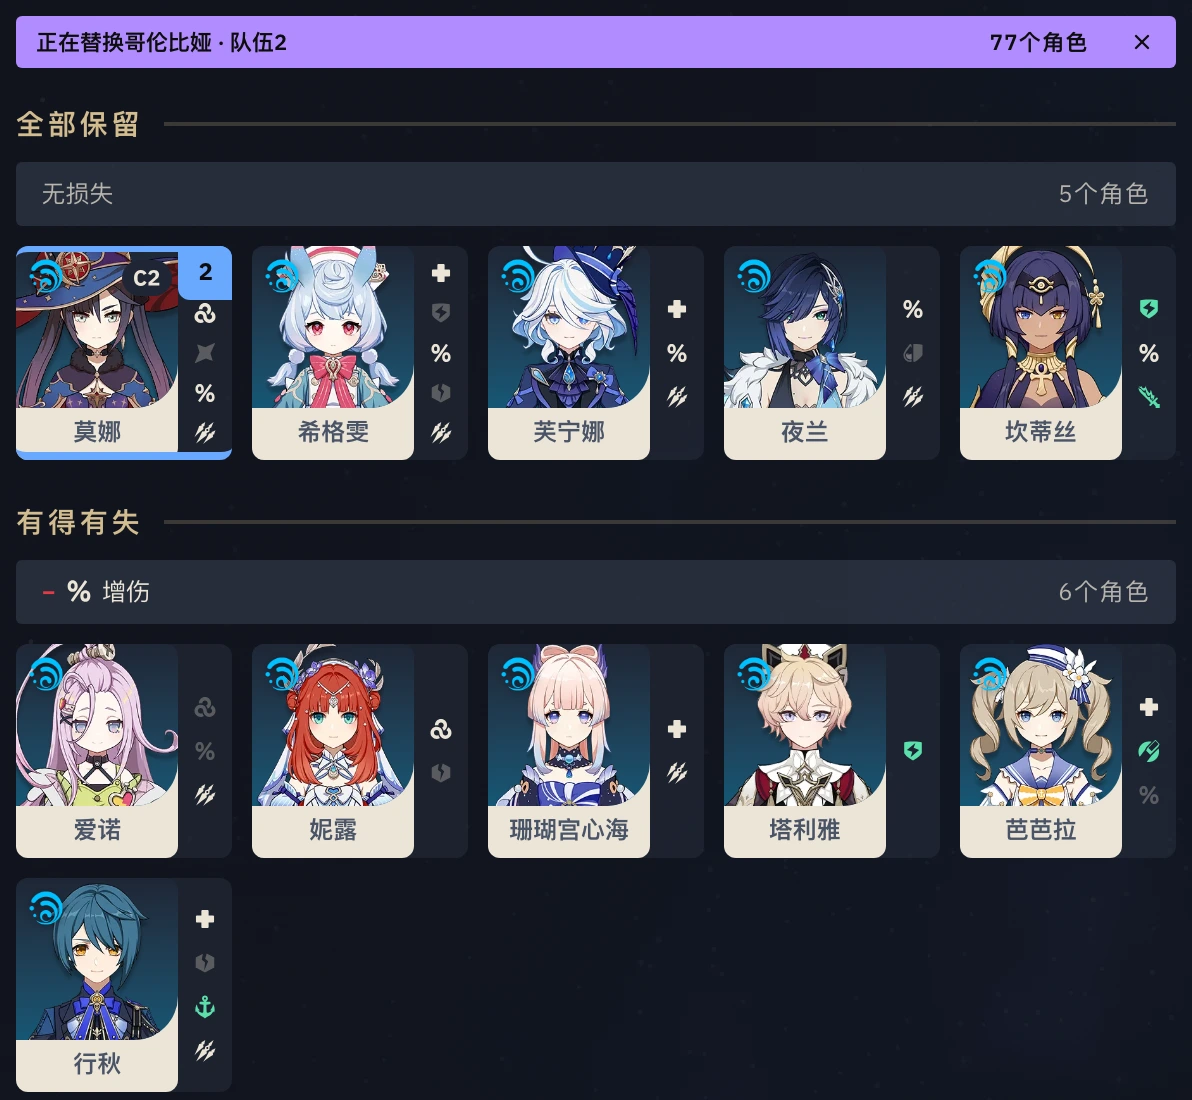 正在替换哥伦比娅 · 队伍2
77个角色
全部保留
无损失
5个角色
C2
2
莫娜
希格雯
芙宁娜
夜兰
坎蒂丝
有得有失
- % 增伤
6个角色
爱诺
妮露
珊瑚宫心海
塔利雅
芭芭拉
行秋